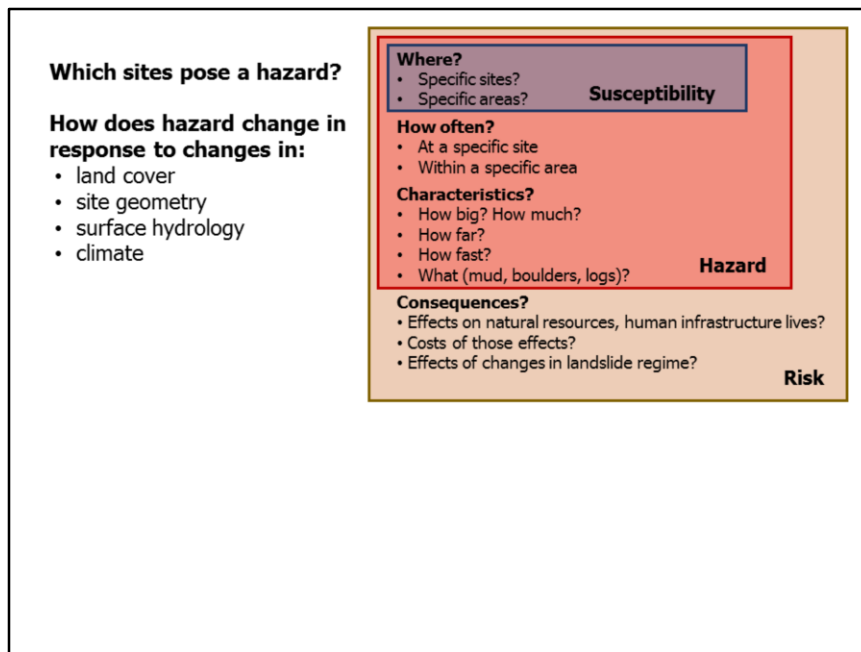 Which sites pose a hazard?
How does hazard change in
response to changes in:
• land cover
• site geometry
• surface hydrology
• climate
Where?
• Specific sites?
• Specific areas?
Susceptibility
How often?
• At a specific site
• Within a specific area
Characteristics?
• How big? How much?
• How far?
• How fast?
• What (mud, boulders, logs)?
Hazard
Consequences?
• Effects on natural resources, human infrastructure lives?
• Costs of those effects?
• Effects of changes in landslide regime?
Risk